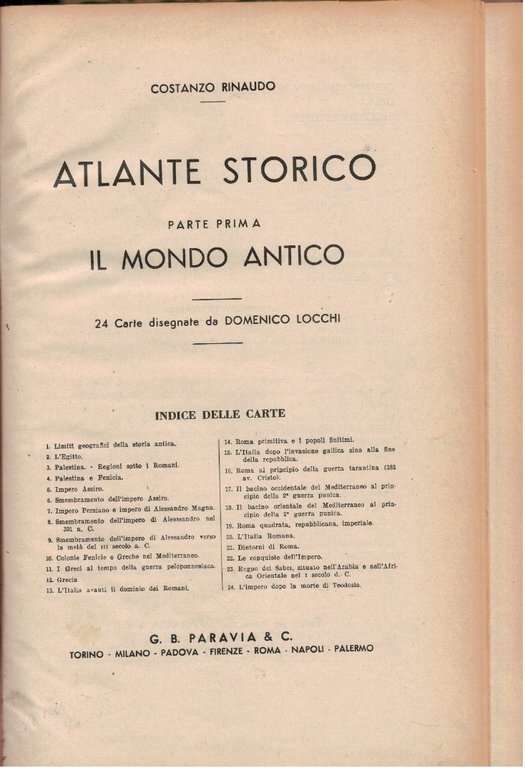 COSTANZO RINAUDO
ATLANTE STORICO
PARTE PRIMA
IL MONDO ANTICO
24 Carte disegnate da DOMENICO LOCCHI
INDICE DELLE CARTE
1. Limiti geografici della storia antica.
2. L'Egitto.
3. Palestina. - Regioni sotto i Romani.
4. Palestina e Fenicia.
5. Impero Assiro.
6. Smembramento dell'impero Assiro.
7. Impero Persiano e impero di Alessandro Magno.
8. Smembramento dell'impero di Alessandro nel
301 a. C.
9. Smembramento dell'impero di Alessandro verso
la metà del III secolo a. C.
10. Colonie Fenicie e Greche nel Mediterraneo.
11. I Greci al tempo della guerra peloponnesiaca.
12. Grecia
13. L'Italia avanti il dominio dei Romani.
14. Roma primitiva e i popoli finitimi.
15. L'Italia dopo l'invasione gallica sino alla fine
della repubblica.
16. Roma al principio della guerra tarantina (282
av. Cristo).
17. Il bacino occidentale del Mediterraneo al prin-
cipio della 2ª guerra punica.
18. Il bacino orientale del Mediterraneo al prin-
cipio della 2ª guerra punica.
19. Roma quadrata, repubblicana, imperiale.
20. L'Italia Romana.
21. Dintorni di Roma.
22. Le conquiste dell'Impero.
23. Regno dei Sabei, situato nell'Arabia e nell'Afri-
ca Orientale nel I secolo d. C.
24. L'impero dopo la morte di Teodosio.
G. B. PARAVIA & C.
TORINO - MILANO - PADOVA - FIRENZE - ROMA - NAPOLI - PALERMO